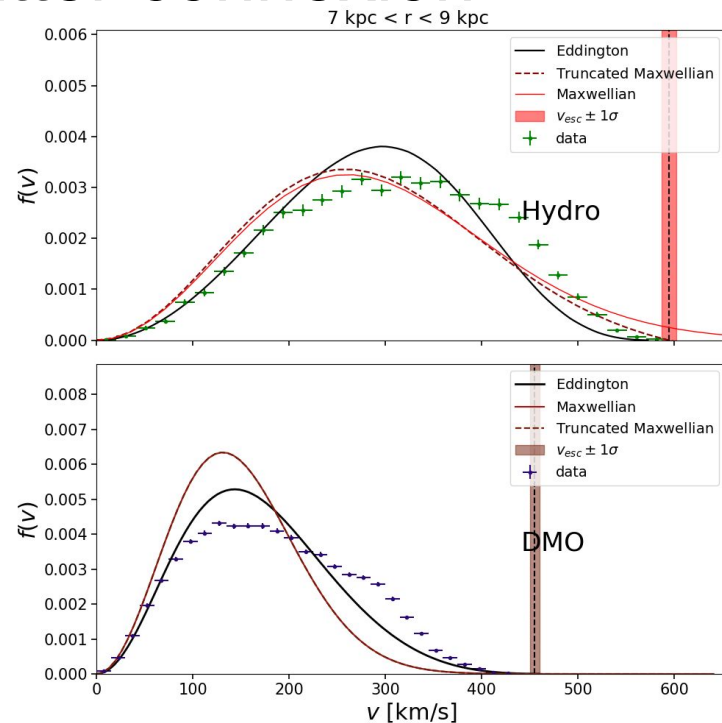 7 kpc < r < 9 kpc
0.006
0.005
0.004
0.003
0.002
0.001
0.000
f(v)
Eddington
Truncated Maxwellian
Maxwellian
v_esc ± 1σ
data
Hydro
600
0.008
0.007
0.006
0.005
0.004
0.003
0.002
0.001
0.000
f(v)
Eddington
Maxwellian
Truncated Maxwellian
v_esc ± 1σ
data
DMO
0 100 200 300 400 500 600
v [km/s]